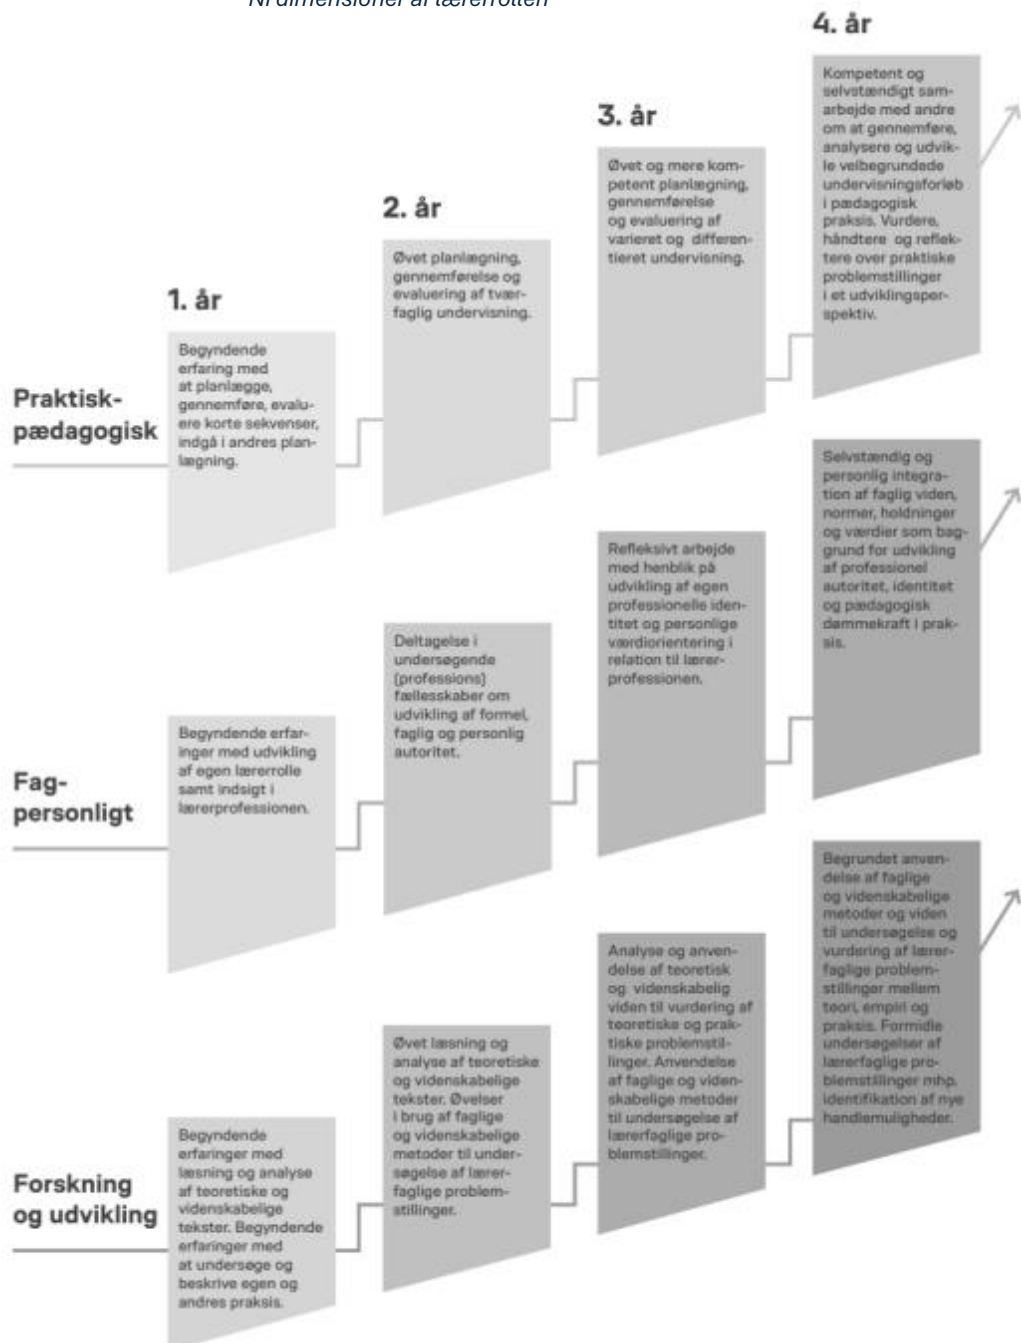 Ni dimensioner af lærerrollen
1. år
2. år
3. år
4. år
Praktisk-
pædagogisk
Begyndende
erfaring med
at planlægge,
gennemføre, evalu-
ere korte sekvenser,
indgå i andres plan-
lægning.
Øvet planlægning,
gennemførelse og
evaluering af tvær-
faglig undervisning.
Øvet og mere kom-
petent planlægning,
gennemførelse
og evaluering af
varieret og differen-
tieret undervisning.
Kompetent og
selvstændigt sam-
arbejde med andre
om at gennemføre,
analysere og udvik-
le velbegrundede
undervisningsforløb
i pædagogisk
praksis. Vurdere,
håndtere og reflek-
tere over praktiske
problemstillinger
i et udviklingsper-
spektiv.
Fag-
personligt
Begyndende erfar-
inger med udvikling
af egen lærerrolle
samt indsigt i
lærerprofessionen.
Deltagelse i
undersøgende
(professions)
fællesskaber om
udvikling af formel,
faglig og personlig
autoritet.
Refleksivt arbejde
med henblik på
udvikling af egen
professionelle iden-
titet og personlige
værdiorientering i
relation til lærer-
professionen.
Selvstændig og
personlig integra-
tion af faglig viden,
normer, holdninger
og værdier som bag-
grund for udvikling
af professionel
autoritet, identitet
og pædagogisk
dømmekraft i prak-
sis.
Forskning
og udvikling
Begyndende
erfaringer med
læsning og analyse
af teoretiske og
videnskabelige
tekster. Begyndende
erfaringer med
at undersøge og
beskrive egen og
andres praksis.
Øvet læsning og
analyse af teoretiske
og videnskabelige
tekster. Øvelser
i brug af faglige
og videnskabelige
metoder til under-
søgelse af lærer-
faglige problem-
stillinger.
Analyse og anven-
delse af teoretisk
og videnskabelig
viden til vurdering af
teoretiske og prak-
tiske problemstil-
linger. Anvendelse
af faglige og viden-
skabelige metoder
til undersøgelse af
lærerfaglige pro-
blemstillinger.
Begrundet anven-
delse af faglige
og videnskabelige
metoder og viden
til undersøgelse og
vurdering af lærer-
faglige problem-
stillinger mellem
teori, empiri og
praksis. Formidle
undersøgelser af
lærerfaglige pro-
blemstillinger mhp.
identifikation af nye
handlemuligheder.